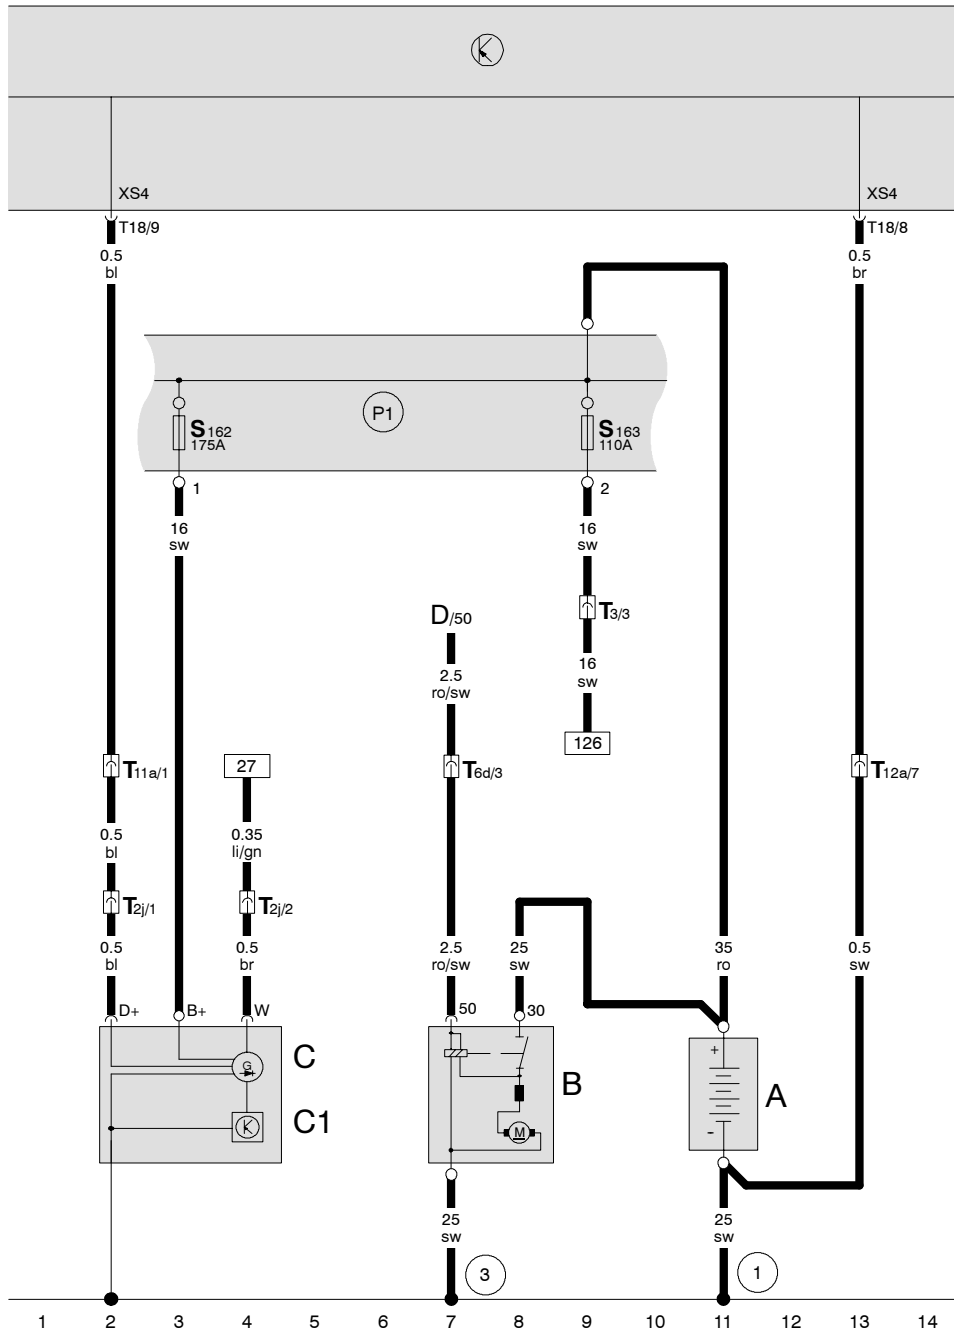 XS4 XS4
T18/9 T18/8
0.5 0.5
bl br
P1
S162 S163
175A 110A
1 2
16 16
sw sw
D/50 T3/3
2.5 16
ro/sw sw
126
T11a/1 27 T6d/3 T12a/7
0.5 0.35
bl li/gn
T2j/1 T2j/2
0.5 0.5 2.5 25 35 0.5
bl br ro/sw sw ro sw
D+ B+ W 50 30
G C + A
B
C1 M -
25 25
sw sw
3 1
1 2 3 4 5 6 7 8 9 10 11 12 13 14